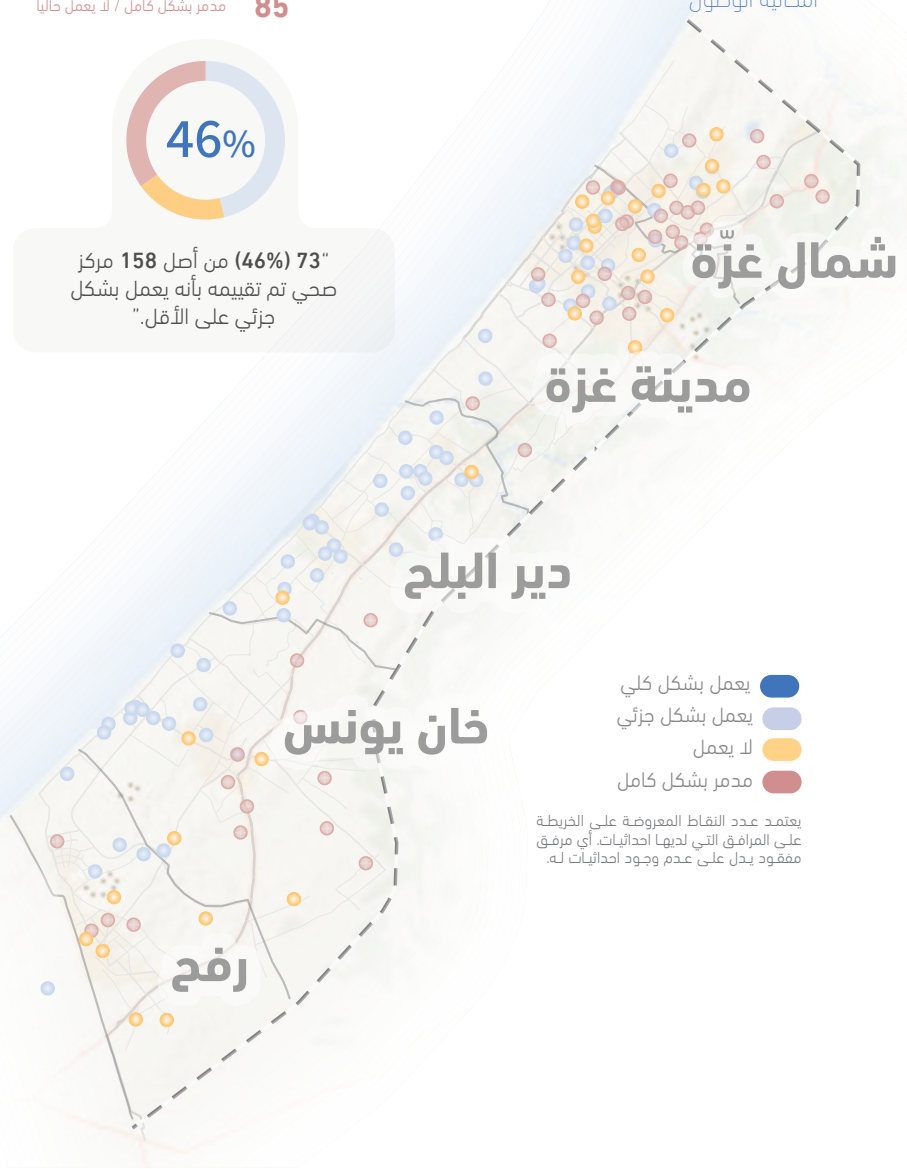 85 مدمر بشكل كامل / لا يعمل حاليا
امكانية الوصول
46%
“73 (46%) من أصل 158 مركز
صحي تم تقييمه بأنه يعمل بشكل
جزئي على الأقل.”
شمال غزّة
مدينة غزة
دير البلح
خان يونس
رفح
يعمل بشكل كلي
يعمل بشكل جزئي
لا يعمل
مدمر بشكل كامل
يعتمد عدد النقاط المعروضة على الخريطة
على المرافق التي لديها احداثيات. أي مرفق
مفقود يدل على عدم وجود احداثيات له.